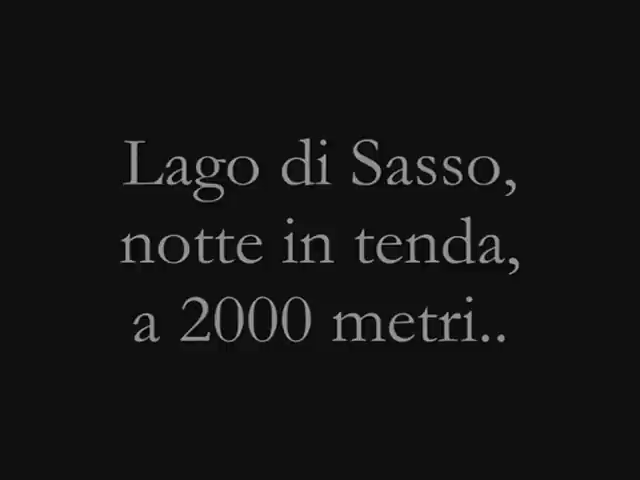 Lago di Sasso,
notte in tenda,
a 2000 metri..